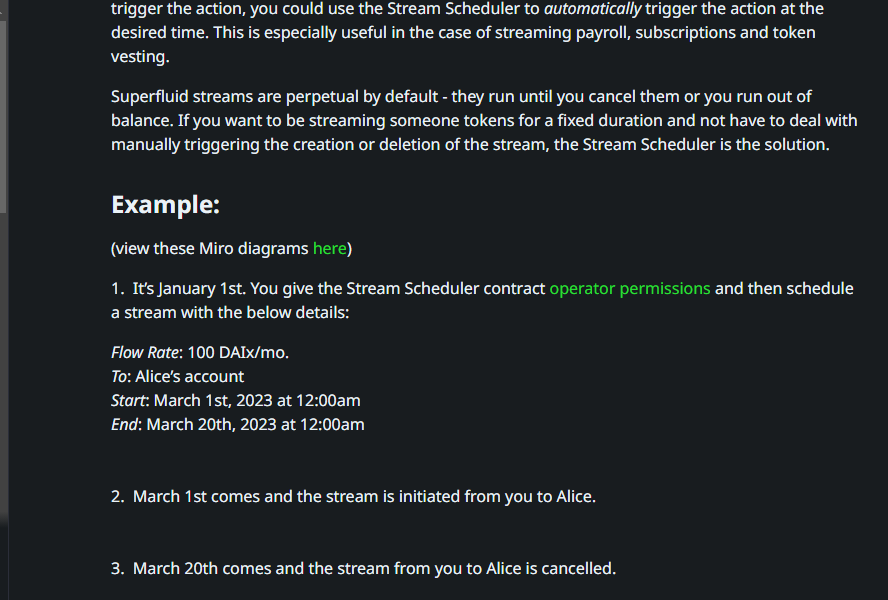 trigger the action, you could use the Stream Scheduler to automatically trigger the action at the
desired time. This is especially useful in the case of streaming payroll, subscriptions and token
vesting.
Superfluid streams are perpetual by default - they run until you cancel them or you run out of
balance. If you want to be streaming someone tokens for a fixed duration and not have to deal with
manually triggering the creation or deletion of the stream, the Stream Scheduler is the solution.
Example:
(view these Miro diagrams here)
1. It’s January 1st. You give the Stream Scheduler contract operator permissions and then schedule
a stream with the below details:
Flow Rate: 100 DAIx/mo.
To: Alice’s account
Start: March 1st, 2023 at 12:00am
End: March 20th, 2023 at 12:00am
2. March 1st comes and the stream is initiated from you to Alice.
3. March 20th comes and the stream from you to Alice is cancelled.